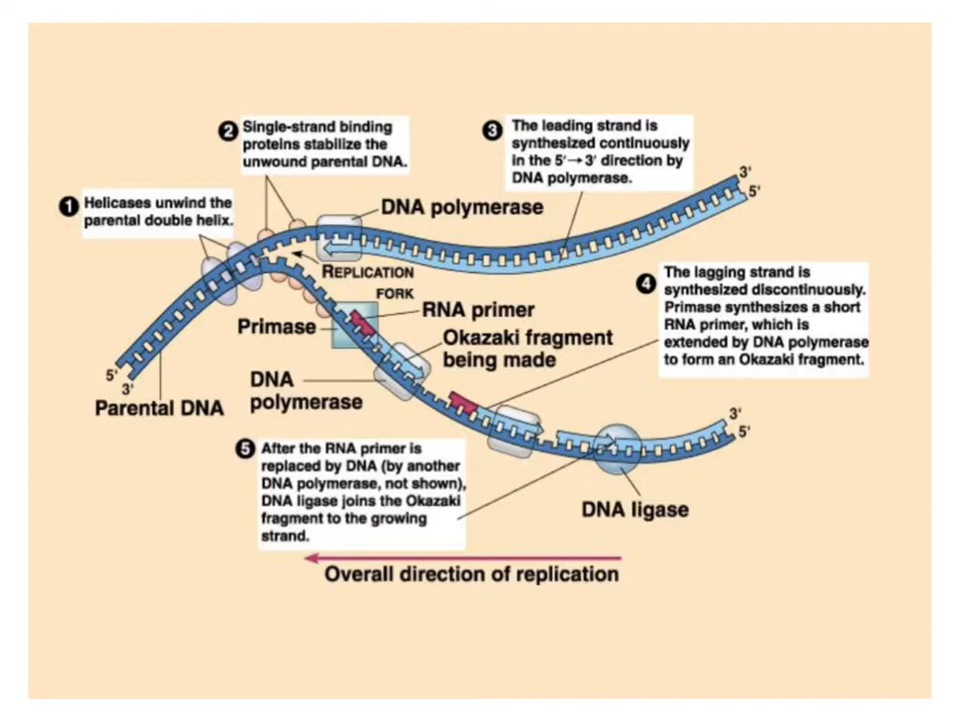 2 Single-strand binding
proteins stabilize the
unwound parental DNA.
3 The leading strand is
synthesized continuously
in the 5'→3' direction by
DNA polymerase.
3'
5'
1 Helicases unwind the
parental double helix.
DNA polymerase
REPLICATION
FORK
4 The lagging strand is
synthesized discontinuously.
Primase synthesizes a short
RNA primer, which is
extended by DNA polymerase
to form an Okazaki fragment.
RNA primer
Primase
Okazaki fragment
being made
5'
3'
Parental DNA
DNA
polymerase
3'
5'
5 After the RNA primer is
replaced by DNA (by another
DNA polymerase, not shown),
DNA ligase joins the Okazaki
fragment to the growing
strand.
DNA ligase
Overall direction of replication